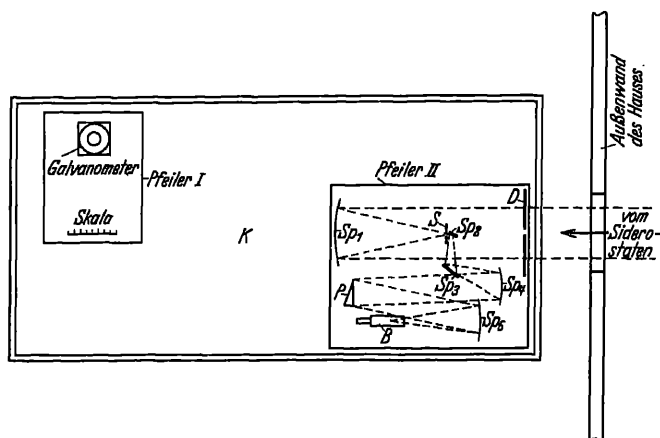 Außenwand
des Hauses
Galvanometer
Pfeiler I
Skala
K
Pfeiler II
D
S
Sp2
Sp1
vom
Sidero-
staten
Sp3
Sp4
P
Sp5
B